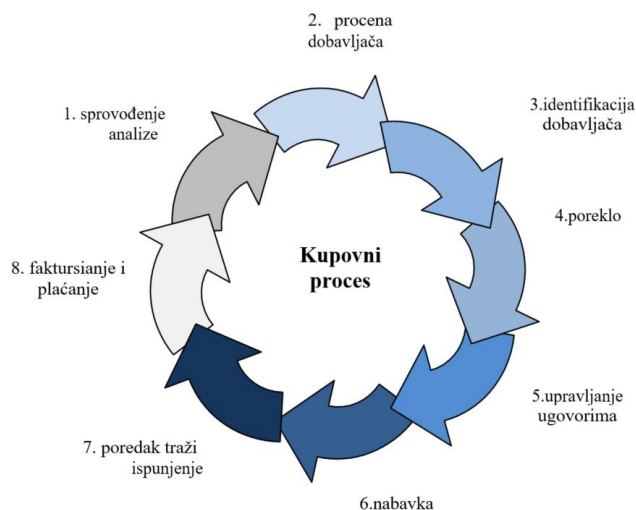 2. procena
dobavljača
1. sprovođenje
analize
3.identifikacija
dobavljača
4.poreklo
Kupovni
proces
8. faktursianje i
plaćanje
5.upravljanje
ugovorima
7. poredak traži
ispunjenje
6.nabavka